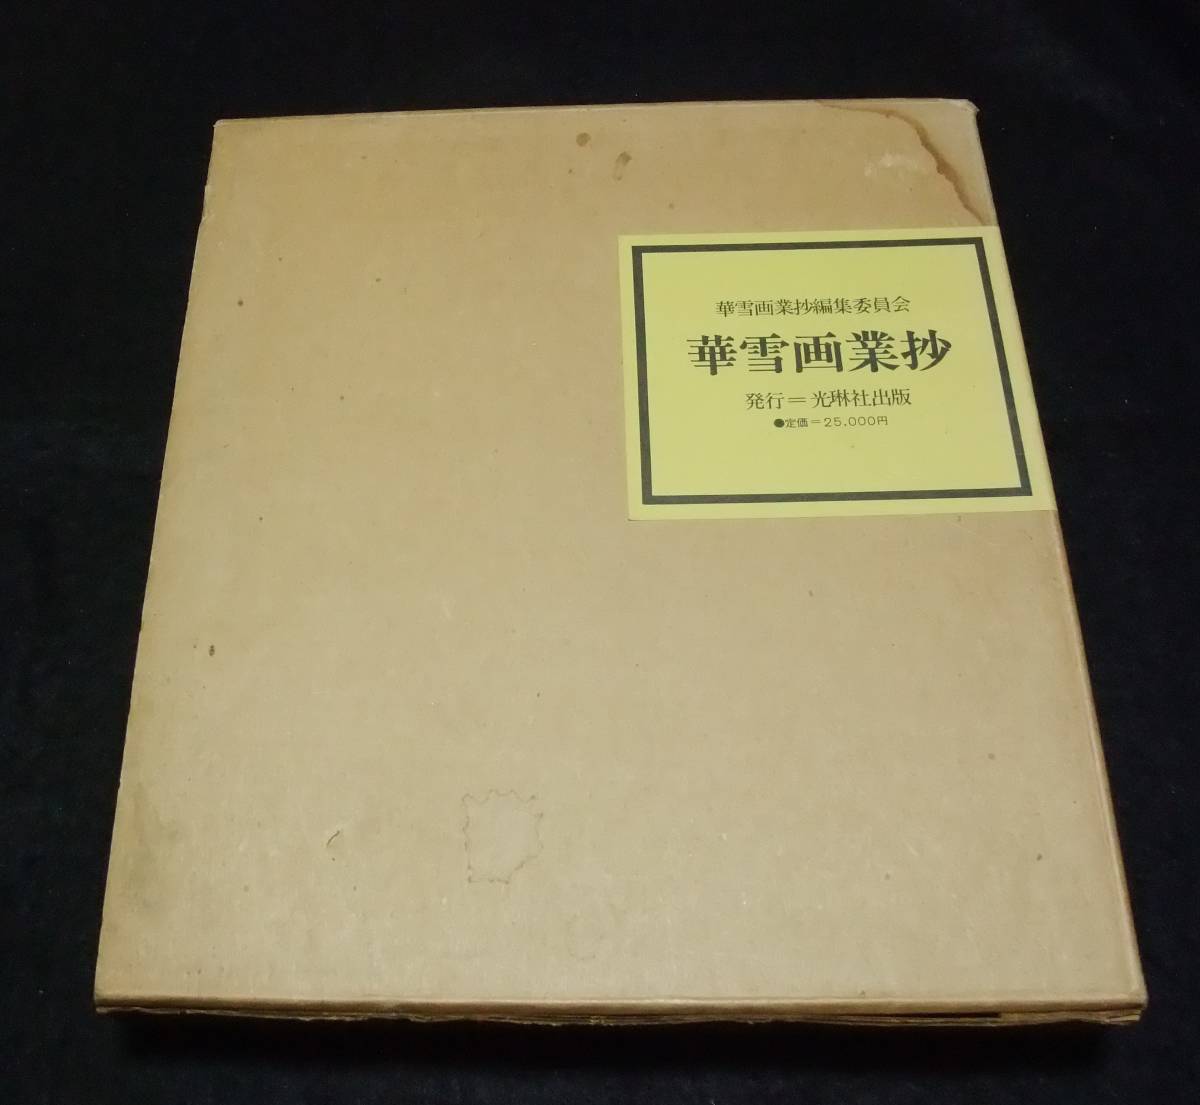 華雪画業抄編集委員会
華雪画業抄
発行＝光琳社出版
●定価＝25,000円